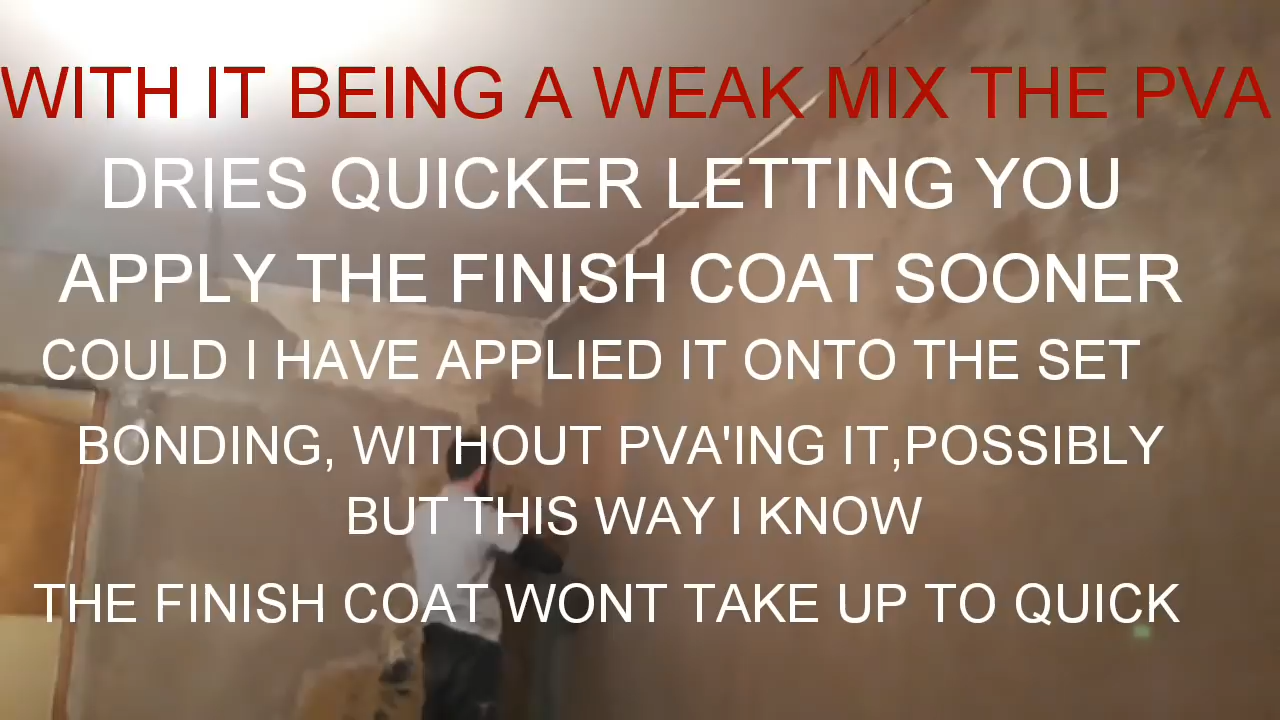 WITH IT BEING A WEAK MIX THE PVA
DRIES QUICKER LETTING YOU
APPLY THE FINISH COAT SOONER
COULD I HAVE APPLIED IT ONTO THE SET
BONDING, WITHOUT PVA'ING IT,POSSIBLY
BUT THIS WAY I KNOW
THE FINISH COAT WONT TAKE UP TO QUICK